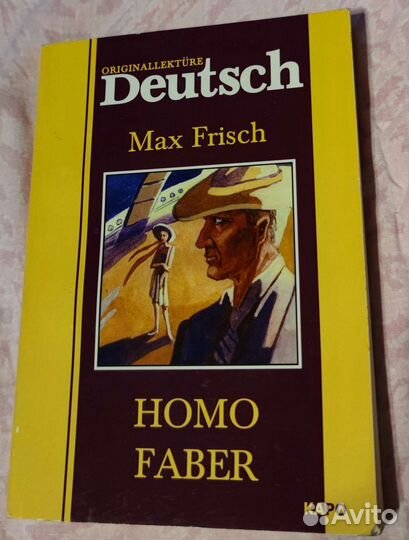 ORIGINALLEKTÜRE
Deutsch
Max Frisch
HOMO
FABER
Avito